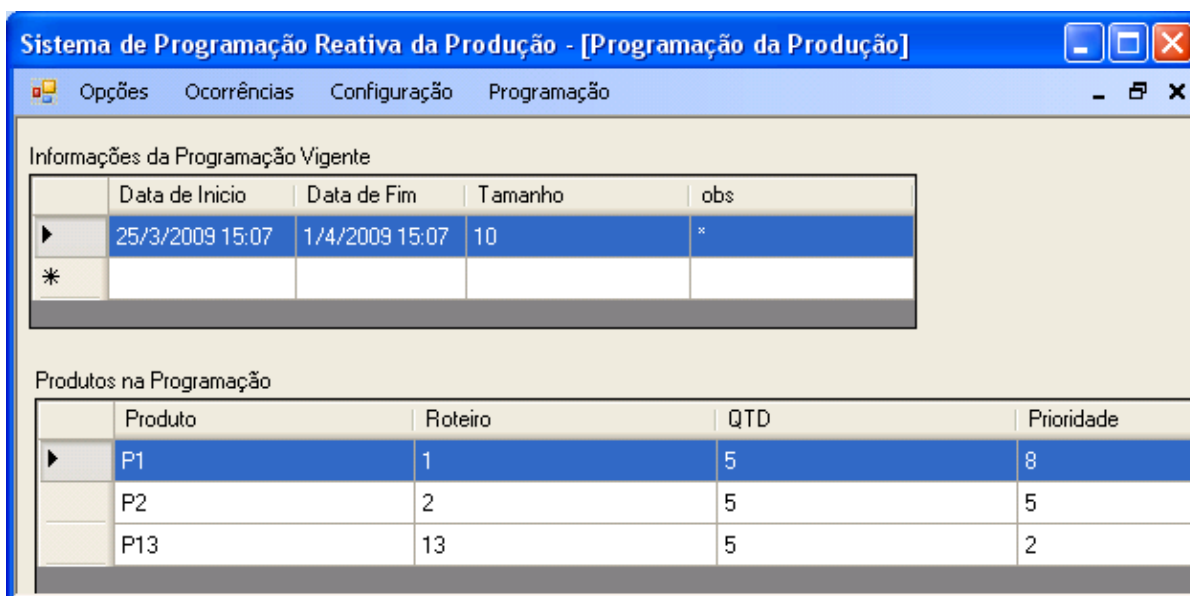 Sistema de Programação Reativa da Produção - [Programação da Produção]
Opções Ocorrências Configuração Programação
Informações da Programação Vigente
Data de Inicio Data de Fim Tamanho obs
25/3/2009 15:07 1/4/2009 15:07 10 *
Produtos na Programação
Produto Roteiro QTD Prioridade
P1 1 5 8
P2 2 5 5
P13 13 5 2